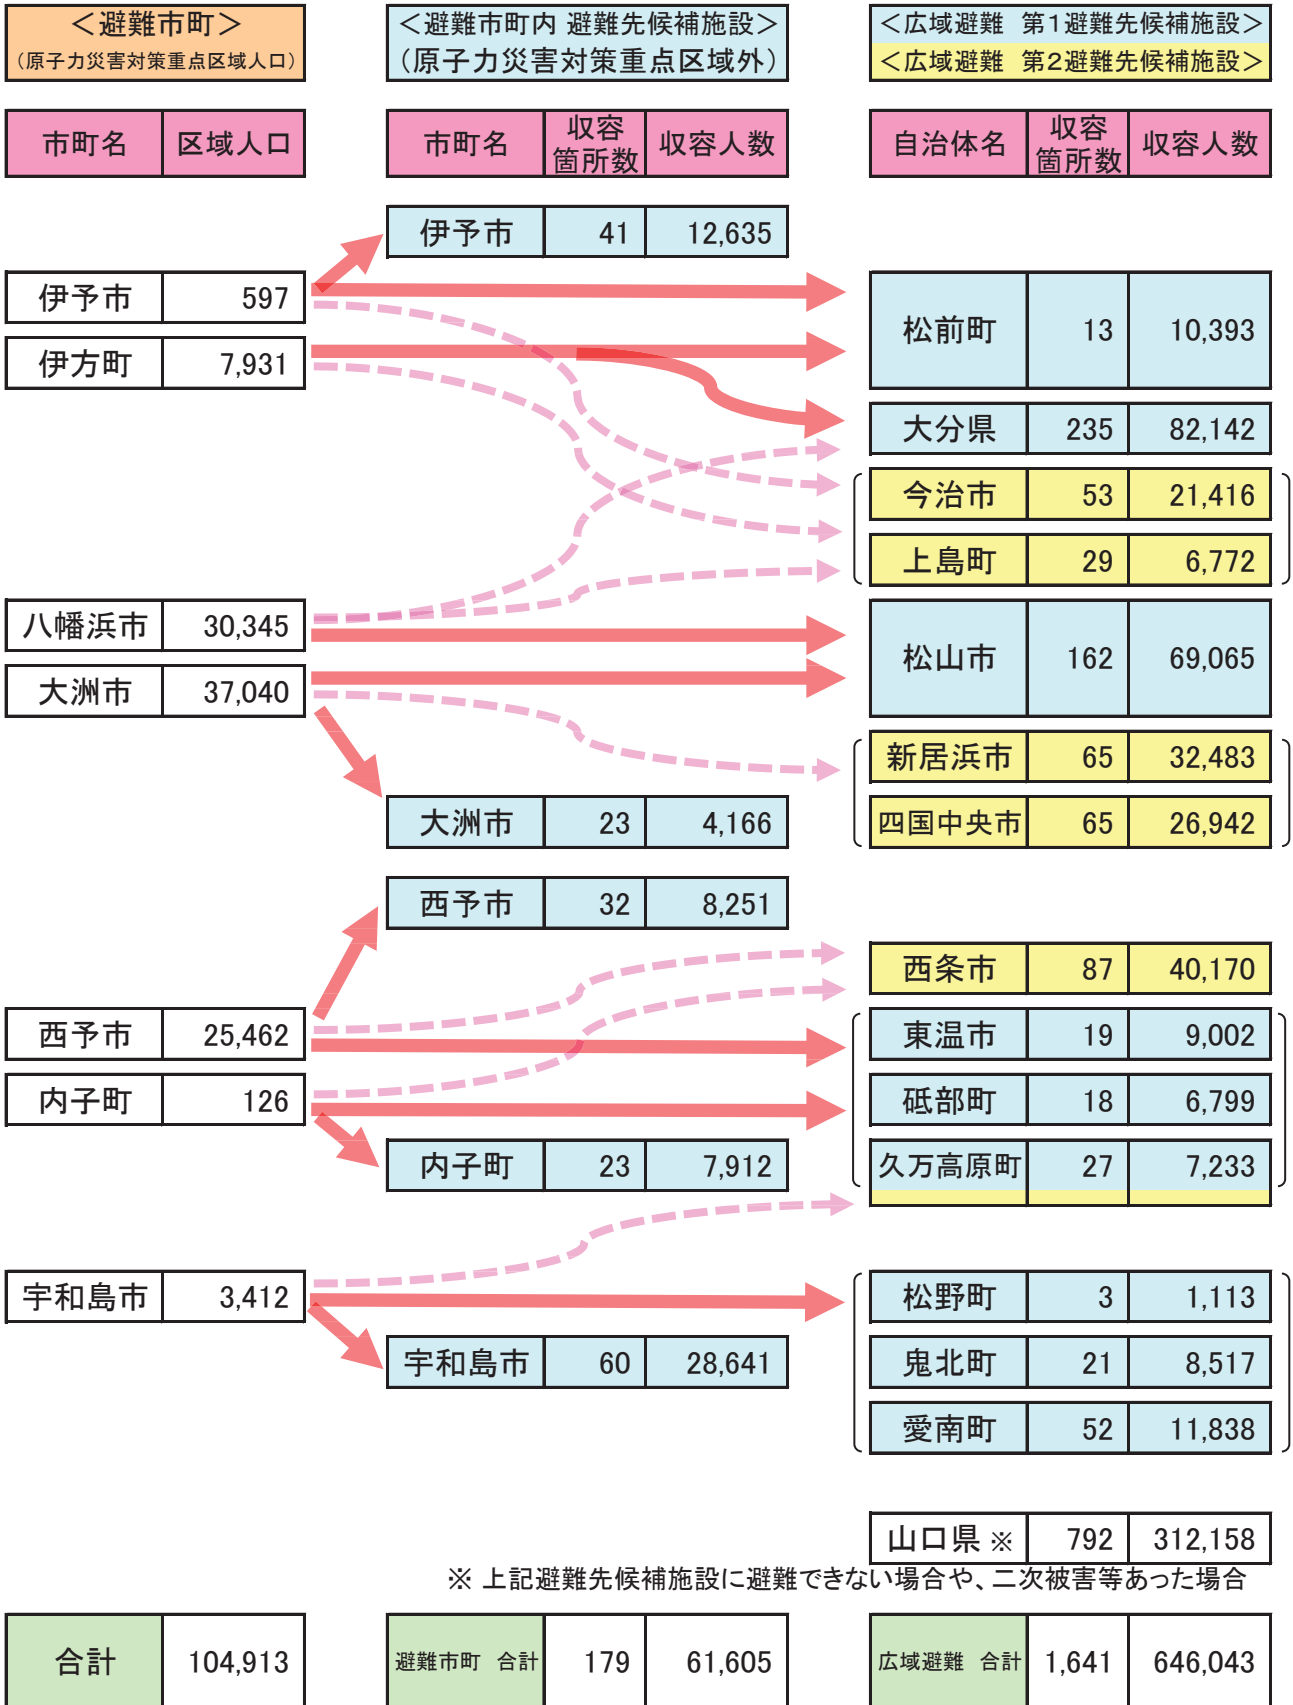 ＜避難市町＞
（原子力災害対策重点区域人口）
＜避難市町内 避難先候補施設＞
（原子力災害対策重点区域外）
＜広域避難　第１避難先候補施設＞
＜広域避難　第２避難先候補施設＞
市町名 区域人口
市町名 収容箇所数 収容人数
自治体名 収容箇所数 収容人数
伊予市 41 12,635
伊予市 597
伊方町 7,931
松前町 13 10,393
大分県 235 82,142
今治市 53 21,416
上島町 29 6,772
八幡浜市 30,345
大洲市 37,040
松山市 162 69,065
新居浜市 65 32,483
大洲市 23 4,166
四国中央市 65 26,942
西予市 32 8,251
西条市 87 40,170
西予市 25,462
東温市 19 9,002
内子町 126
砥部町 18 6,799
内子町 23 7,912
久万高原町 27 7,233
宇和島市 3,412
松野町 3 1,113
宇和島市 60 28,641
鬼北町 21 8,517
愛南町 52 11,838
山口県 ※ 792 312,158
※ 上記避難先候補施設に避難できない場合や、二次被害等あった場合
合計 104,913
避難市町　合計 179 61,605
広域避難　合計 1,641 646,043